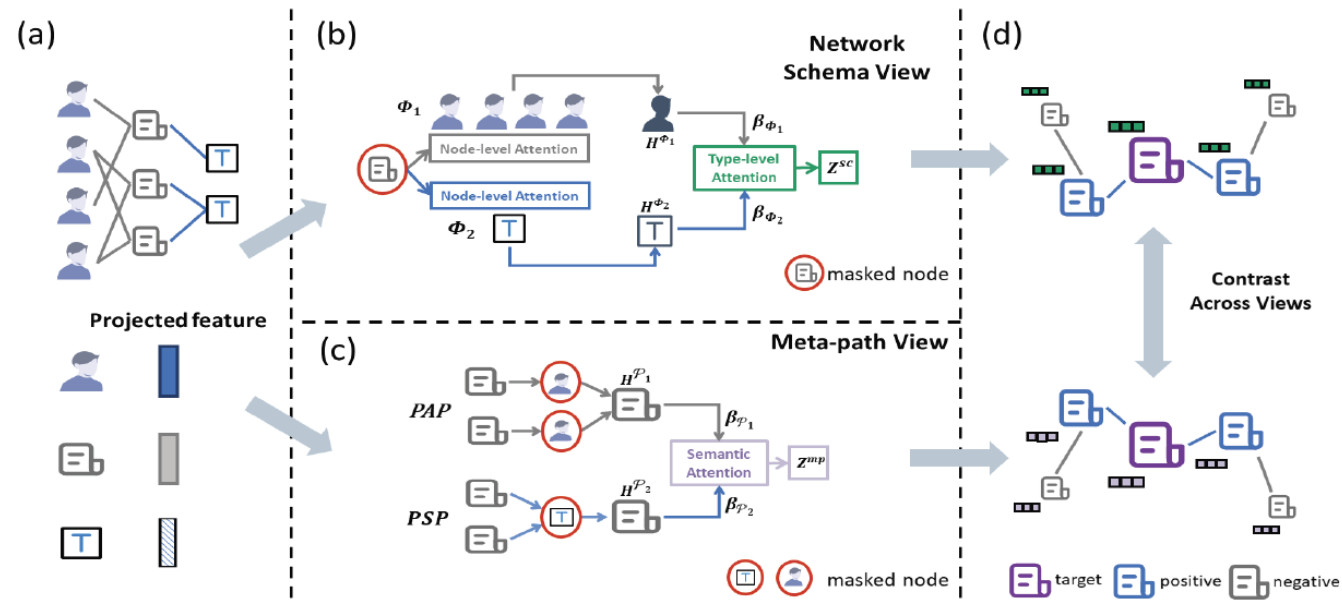 (a)
T
T
Projected feature
T
(b)
Network
Schema View
Φ₁
Node-level Attention
Node-level Attention
Φ₂
T
H^Φ₁
H^Φ₂
T
β_Φ₁
Type-level
Attention
Z^sc
β_Φ₂
masked node
(c)
Meta-path View
PAP
H^𝒫₁
β_𝒫₁
Semantic
Attention
Z^mp
PSP
T
H^𝒫₂
β_𝒫₂
T
masked node
(d)
Contrast
Across Views
target
positive
negative